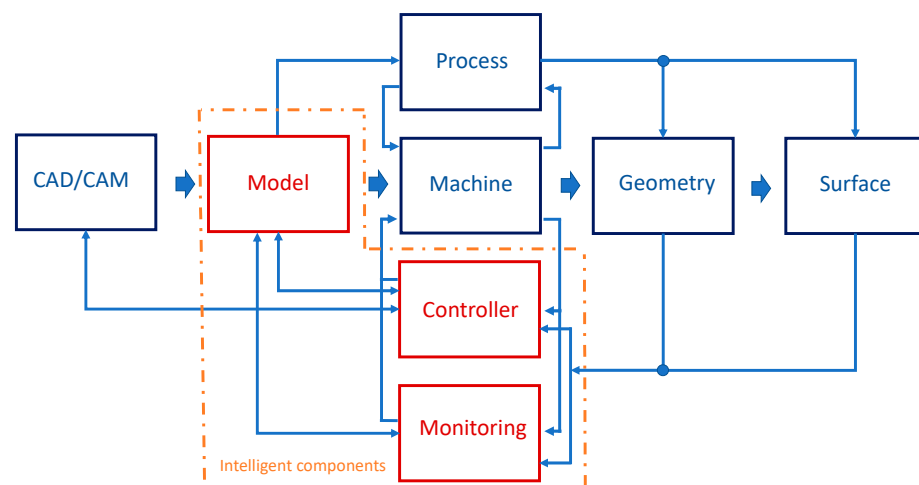 Process
CAD/CAM
Model
Machine
Geometry
Surface
Controller
Monitoring
Intelligent components